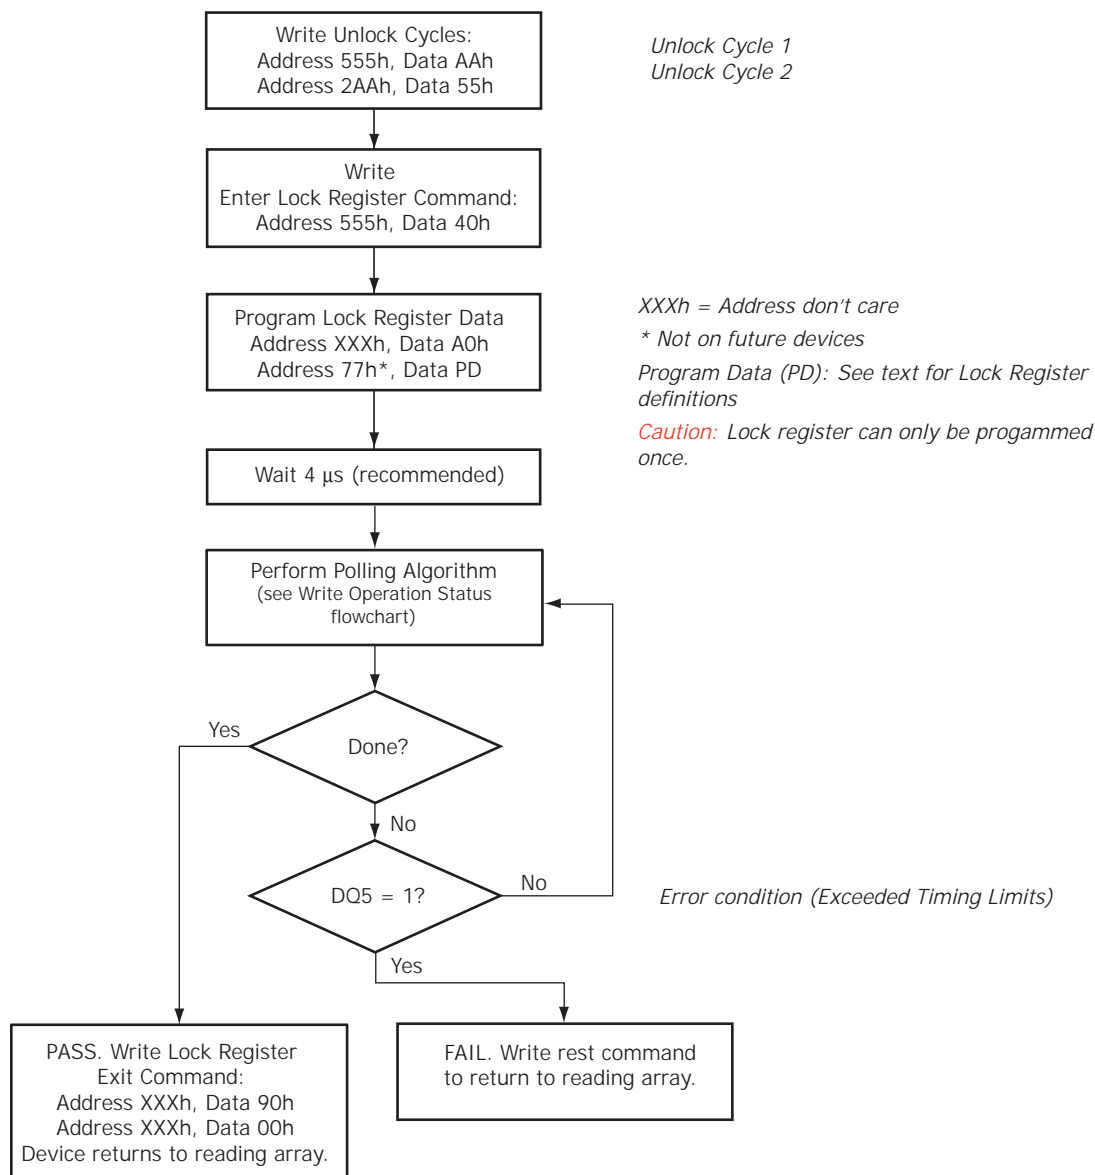 Write Unlock Cycles:
Address 555h, Data AAh
Address 2AAh, Data 55h
Unlock Cycle 1
Unlock Cycle 2
Write
Enter Lock Register Command:
Address 555h, Data 40h
Program Lock Register Data
Address XXXh, Data A0h
Address 77h*, Data PD
XXXh = Address don't care
* Not on future devices
Program Data (PD): See text for Lock Register
definitions
Caution: Lock register can only be progammed
once.
Wait 4 μs (recommended)
Perform Polling Algorithm
(see Write Operation Status
flowchart)
Yes
Done?
No
DQ5 = 1?
No
Error condition (Exceeded Timing Limits)
Yes
PASS. Write Lock Register
Exit Command:
Address XXXh, Data 90h
Address XXXh, Data 00h
Device returns to reading array.
FAIL. Write rest command
to return to reading array.